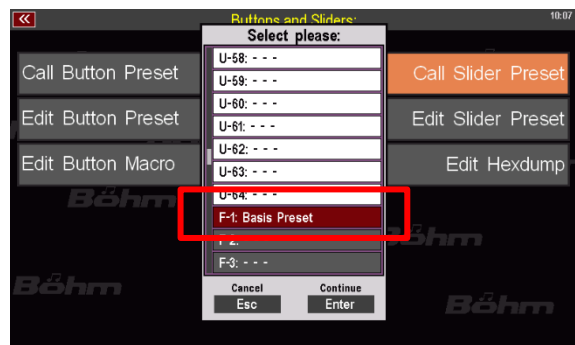 Buttons and Sliders:
10:07
Select please:
Call Button Preset
Edit Button Preset
Edit Button Macro
U-58: - - -
U-59: - - -
U-60: - - -
U-61: - - -
U-62: - - -
U-63: - - -
U-64: - - -
F-1: Basis Preset
F-2:
F-3: - - -
Cancel
Continue
Esc
Enter
Call Slider Preset
Edit Slider Preset
Edit Hexdump
Böhm
Böhm
Böhm
Böhm